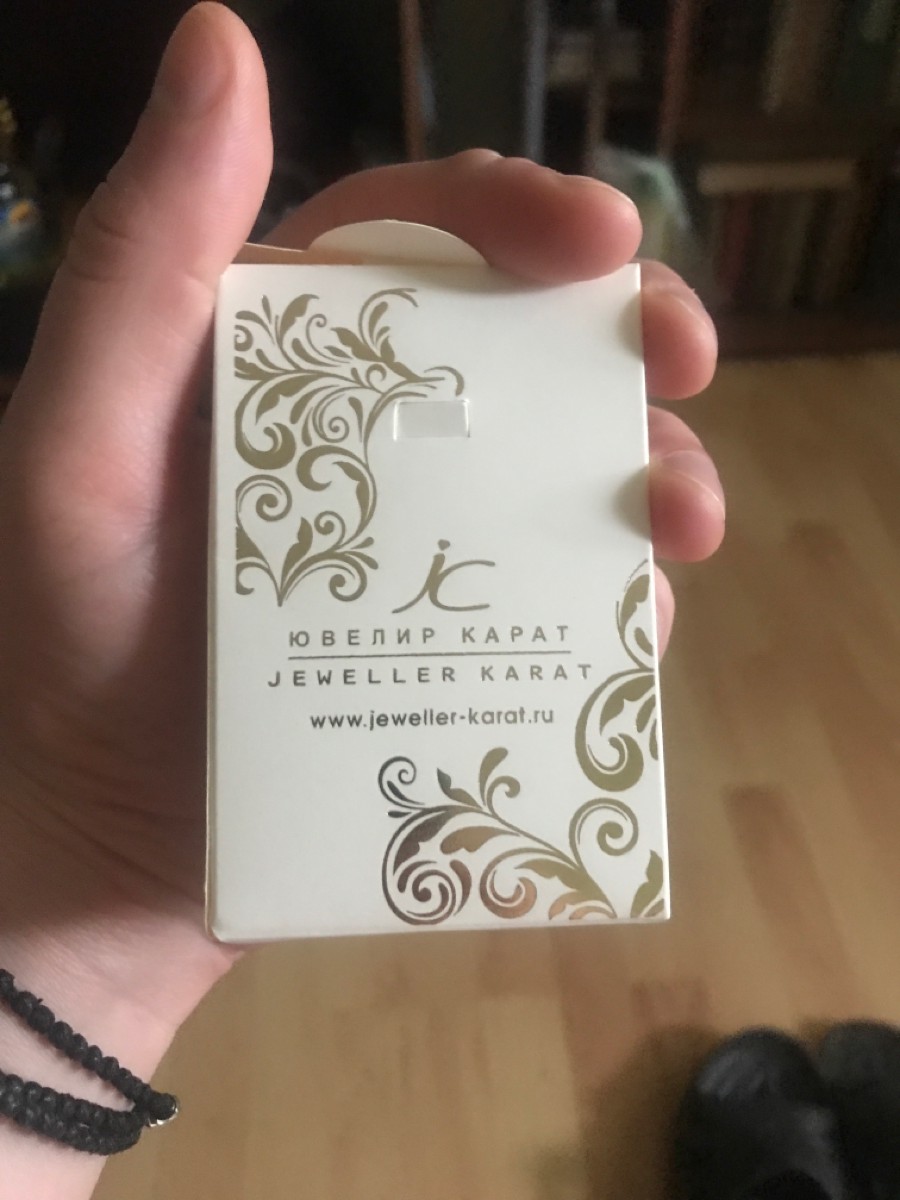 jc
ЮВЕЛИР КАРАТ
JEWELLER KARAT
www.jeweller-karat.ru